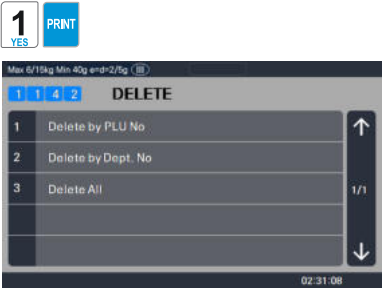 1
YES
PRINT
Max 6/15kg Min 40g e=d=2/5g (III)
1 1 4 2 DELETE
1 Delete by PLU No
2 Delete by Dept. No
3 Delete All
1/1
02:31:08